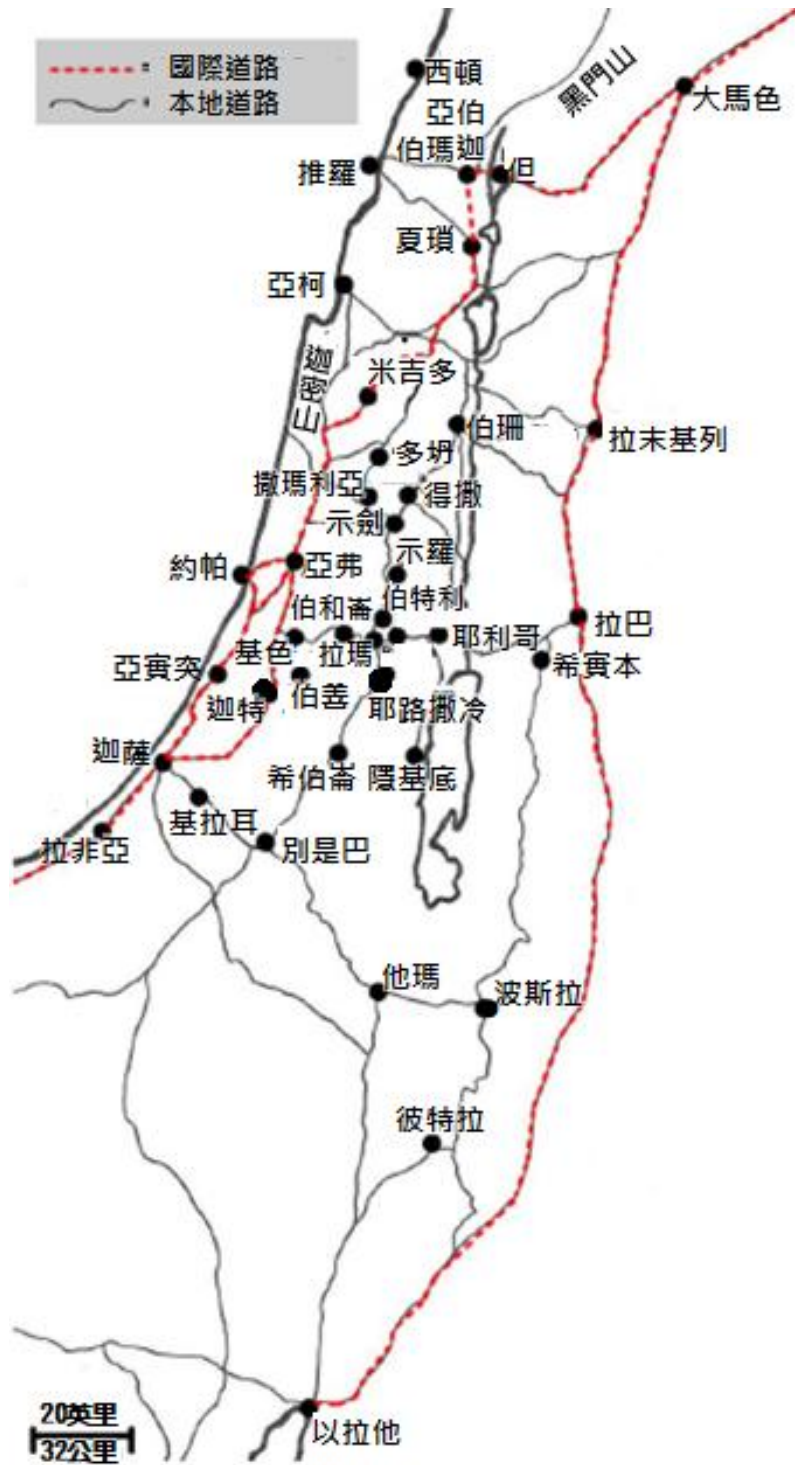 國際道路
本地道路
西頓
黑門山
大馬色
亞伯
伯瑪迦
但
推羅
夏瑣
亞柯
迦密山
米吉多
伯珊
拉末基列
多坍
撒瑪利亞
得撒
示劍
示羅
約帕
亞弗
伯特利
伯和崙
拉巴
基色
拉瑪
耶利哥
希實本
亞實突
迦特
伯善
耶路撒冷
迦薩
希伯崙
隱基底
基拉耳
拉非亞
別是巴
他瑪
波斯拉
彼特拉
20英里
32公里
以拉他